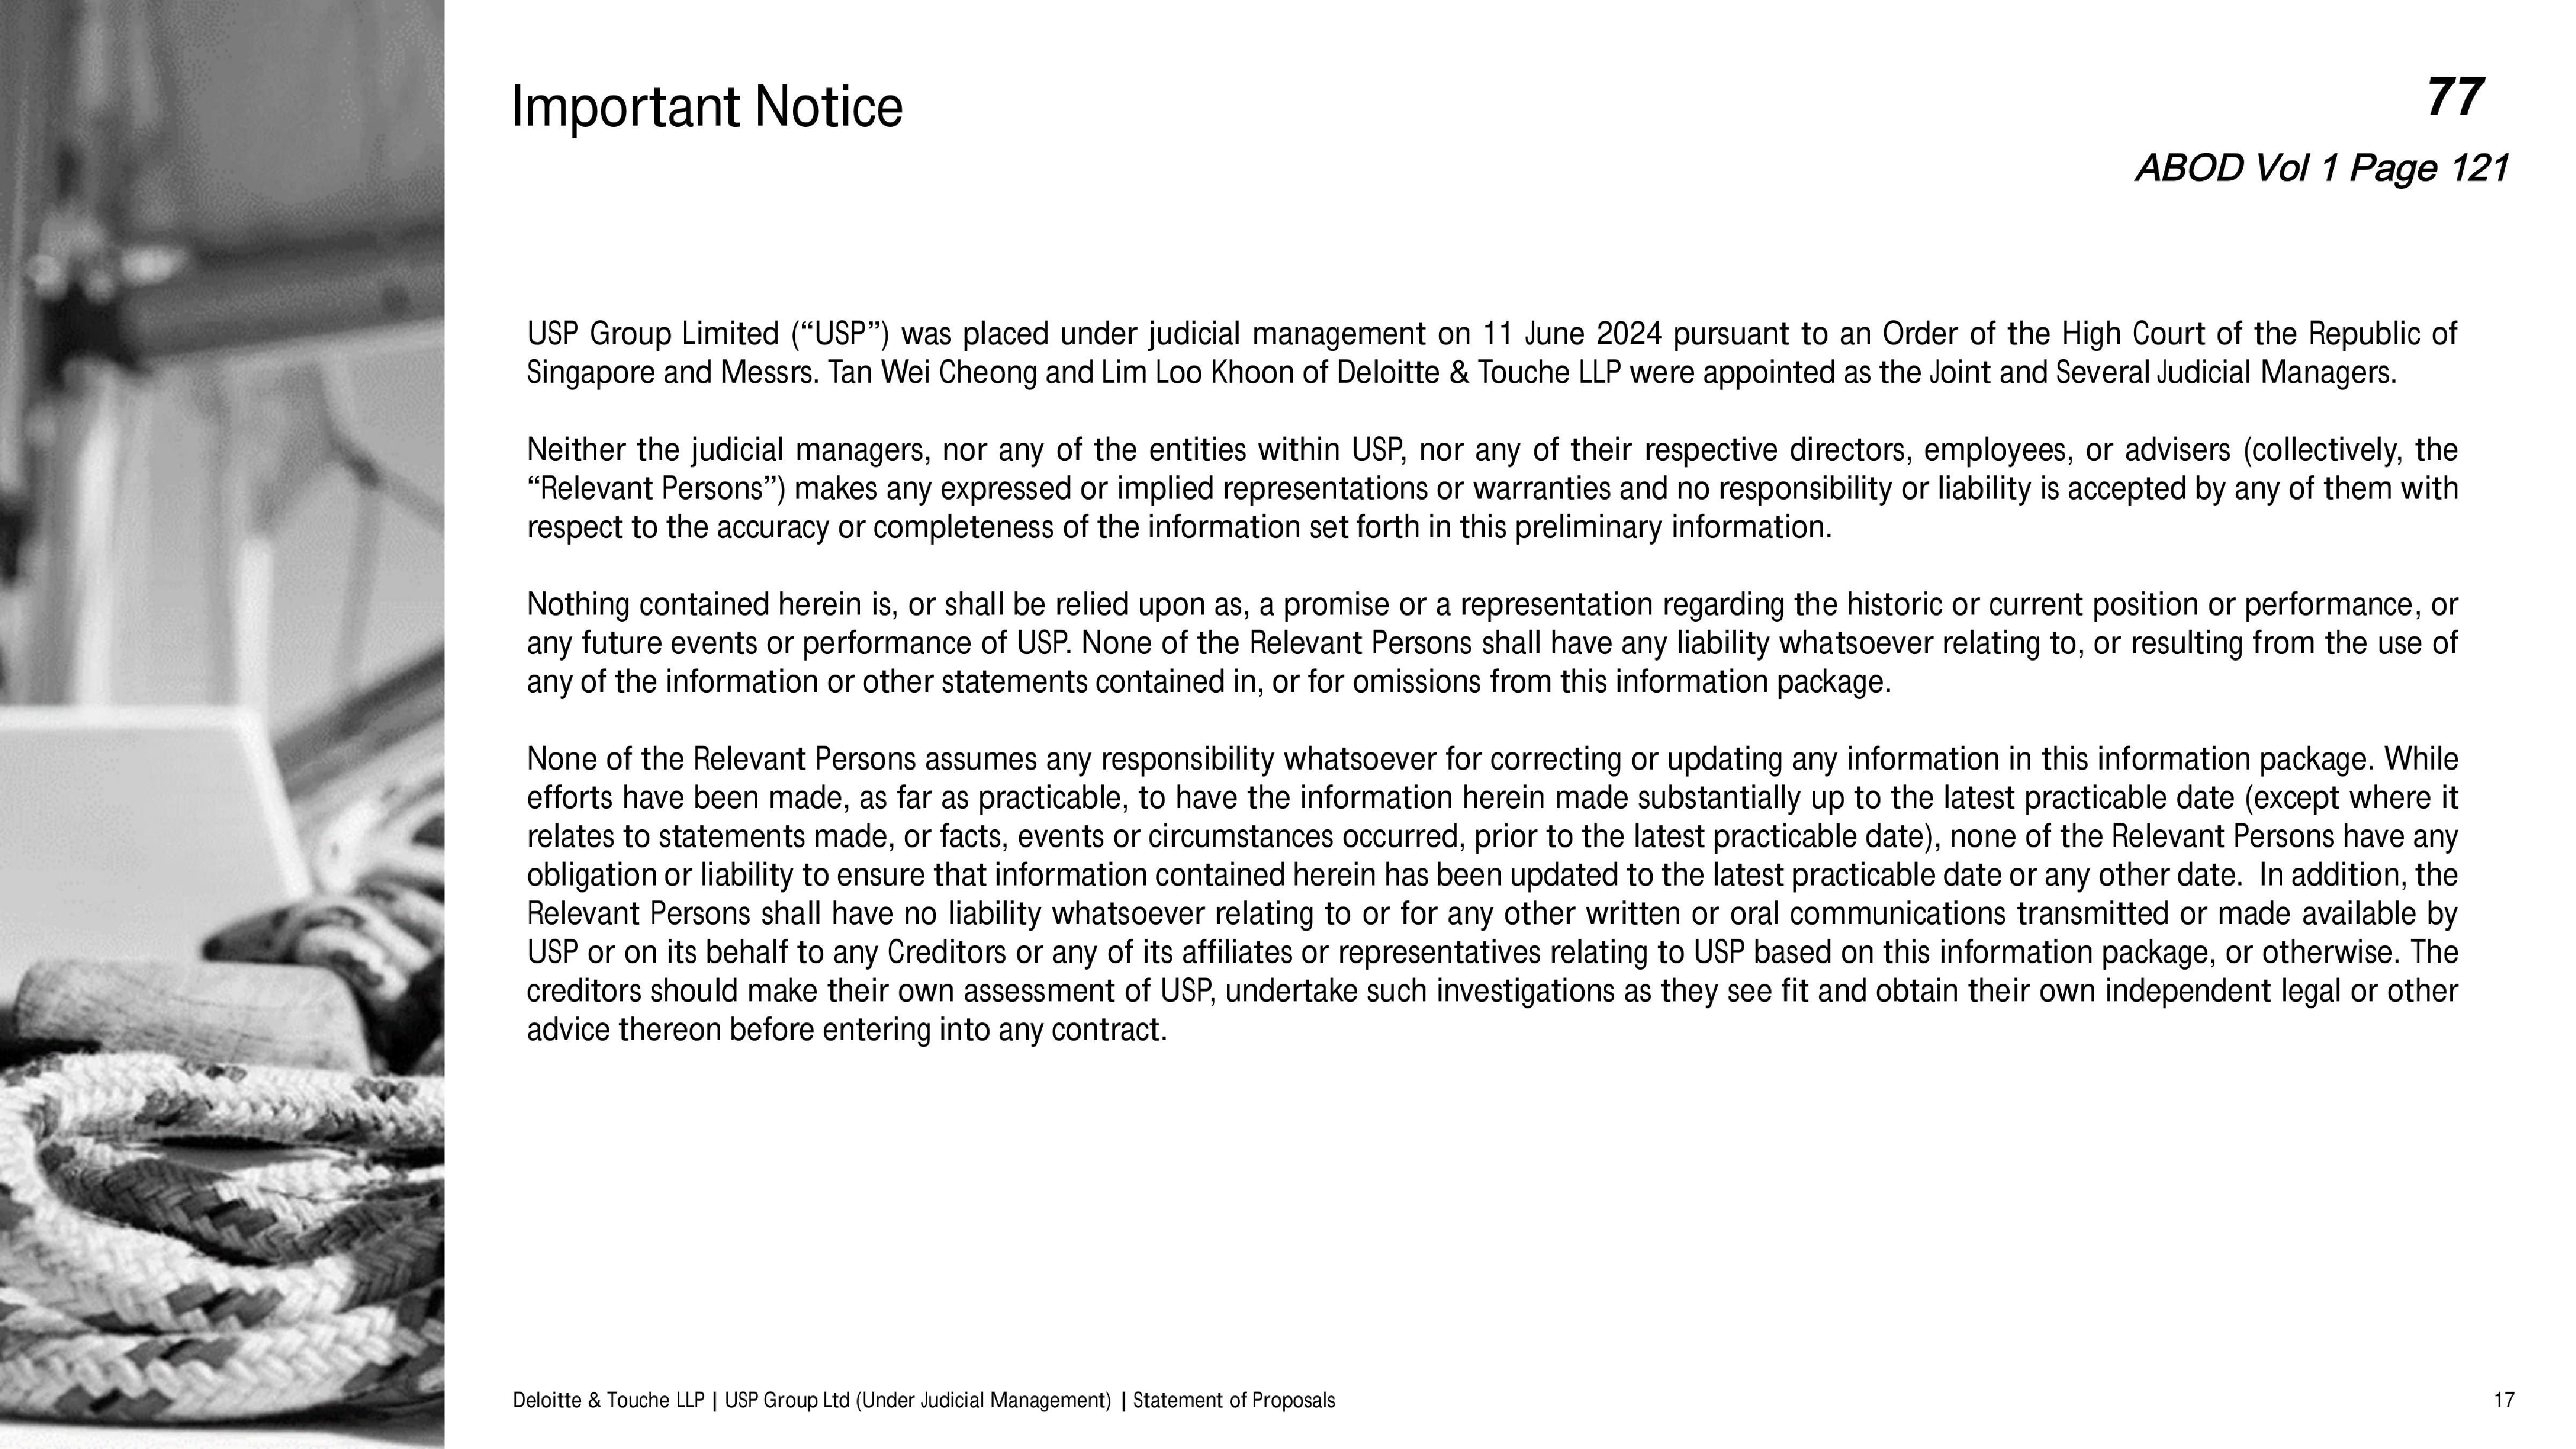 Important Notice
77
ABOD Vol 1 Page 121
USP Group Limited (“USP”) was placed under judicial management on 11 June 2024 pursuant to an Order of the High Court of the Republic of
Singapore and Messrs. Tan Wei Cheong and Lim Loo Khoon of Deloitte & Touche LLP were appointed as the Joint and Several Judicial Managers.
Neither the judicial managers, nor any of the entities within USP, nor any of their respective directors, employees, or advisers (collectively, the
“Relevant Persons”) makes any expressed or implied representations or warranties and no responsibility or liability is accepted by any of them with
respect to the accuracy or completeness of the information set forth in this preliminary information.
Nothing contained herein is, or shall be relied upon as, a promise or a representation regarding the historic or current position or performance, or
any future events or performance of USP. None of the Relevant Persons shall have any liability whatsoever relating to, or resulting from the use of
any of the information or other statements contained in, or for omissions from this information package.
None of the Relevant Persons assumes any responsibility whatsoever for correcting or updating any information in this information package. While
efforts have been made, as far as practicable, to have the information herein made substantially up to the latest practicable date (except where it
relates to statements made, or facts, events or circumstances occurred, prior to the latest practicable date), none of the Relevant Persons have any
obligation or liability to ensure that information contained herein has been updated to the latest practicable date or any other date. In addition, the
Relevant Persons shall have no liability whatsoever relating to or for any other written or oral communications transmitted or made available by
USP or on its behalf to any Creditors or any of its affiliates or representatives relating to USP based on this information package, or otherwise. The
creditors should make their own assessment of USP, undertake such investigations as they see fit and obtain their own independent legal or other
advice thereon before entering into any contract.
Deloitte & Touche LLP | USP Group Ltd (Under Judicial Management) | Statement of Proposals
17